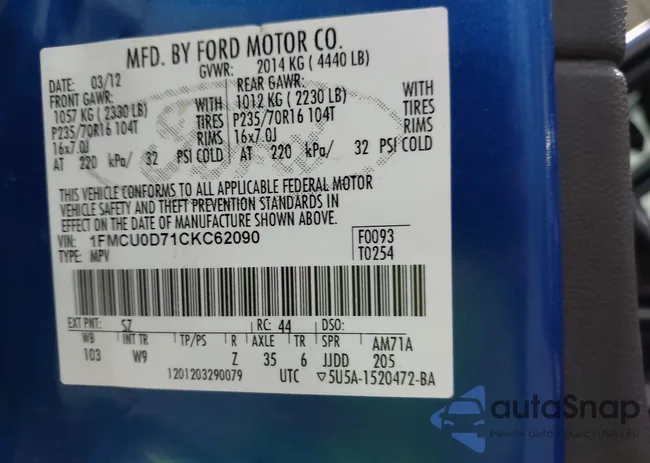 MFD. BY FORD MOTOR CO.
DATE: 03/12 GVWR: 2014 KG ( 4440 LB)
FRONT GAWR: REAR GAWR:
1057 KG ( 2330 LB) WITH 1012 KG ( 2230 LB) WITH
P235/70R16 104T TIRES P235/70R16 104T TIRES
16x7.0J RIMS 16x7.0J RIMS
AT 220 kPa/ 32 PSI COLD AT 220 kPa/ 32 PSI COLD
THIS VEHICLE CONFORMS TO ALL APPLICABLE FEDERAL MOTOR
VEHICLE SAFETY AND THEFT PREVENTION STANDARDS IN
EFFECT ON THE DATE OF MANUFACTURE SHOWN ABOVE.
VIN: 1FMCU0D71CKC62090 F0093
TYPE: MPV T0254
EXT PNT: SZ RC: 44 DSO:
WB INT TR TP/PS R AXLE TR SPR AM71A
103 W9 Z 35 6 JJDD 205
1201203290079 UTC ▽5U5A-1520472-BA
autoSnap